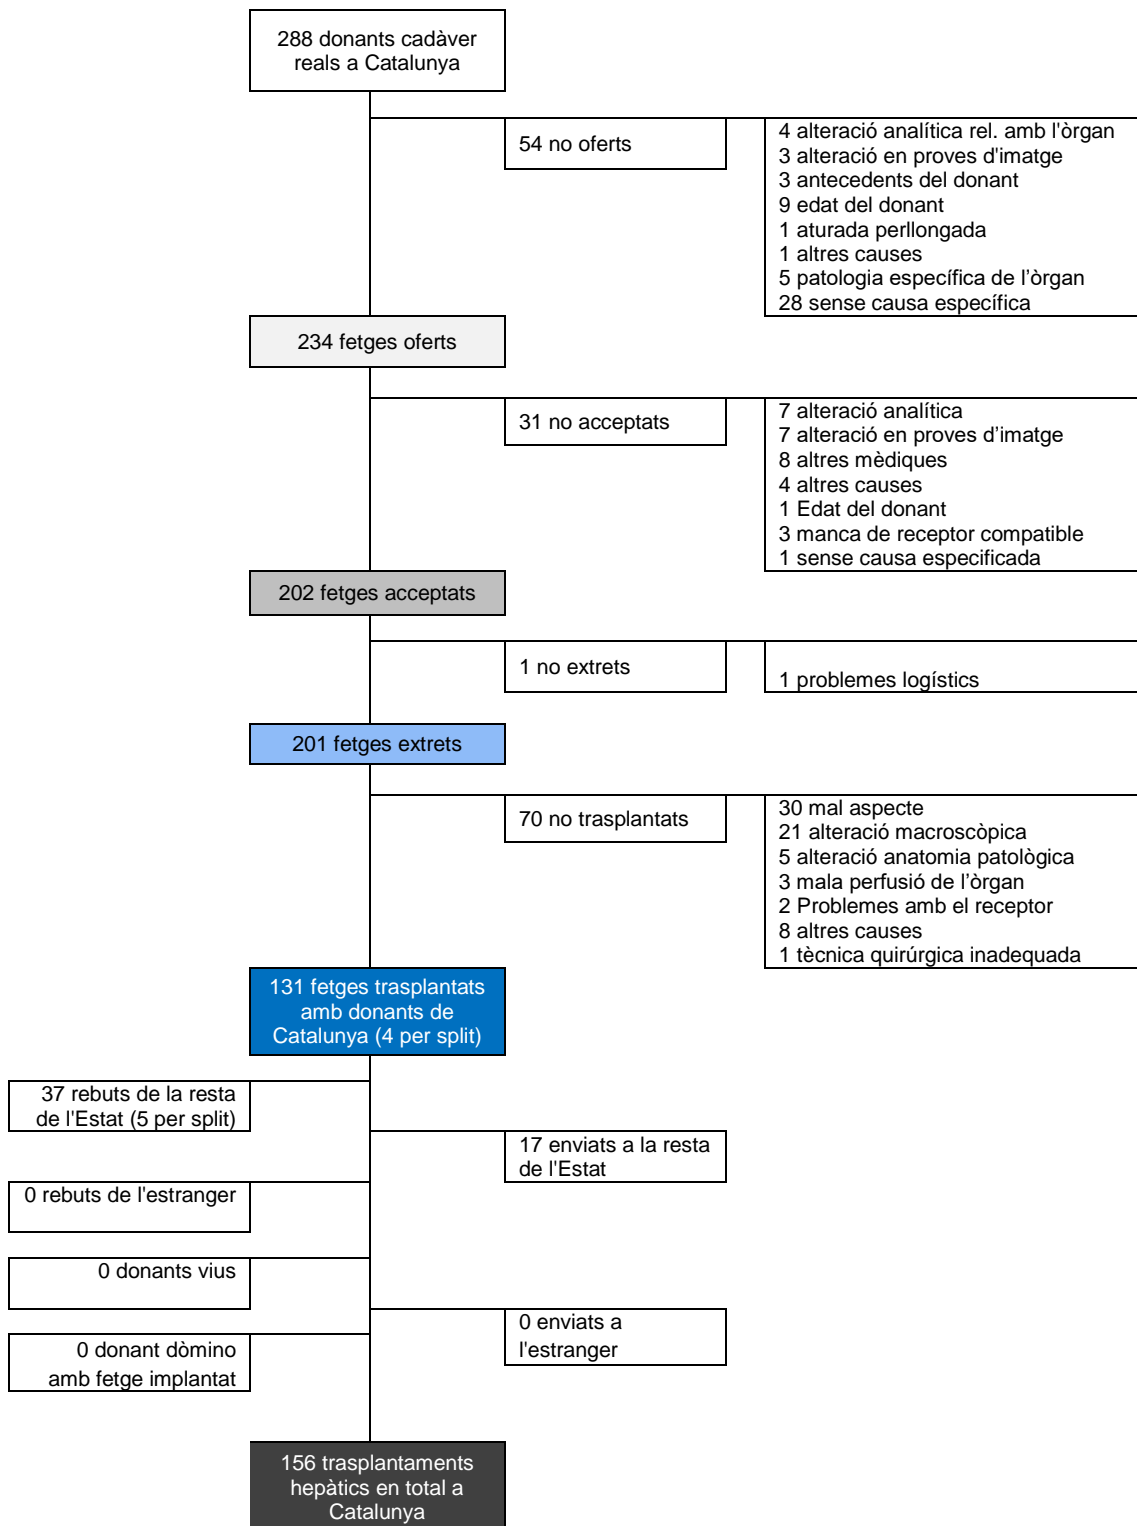 288 donants cadàver
reals a Catalunya
54 no oferts
4 alteració analítica rel. amb l'òrgan
3 alteració en proves d'imatge
3 antecedents del donant
9 edat del donant
1 aturada perllongada
1 altres causes
5 patologia específica de l’òrgan
28 sense causa específica
234 fetges oferts
31 no acceptats
7 alteració analítica
7 alteració en proves d’imatge
8 altres mèdiques
4 altres causes
1 Edat del donant
3 manca de receptor compatible
1 sense causa especificada
202 fetges acceptats
1 no extrets
1 problemes logístics
201 fetges extrets
70 no trasplantats
30 mal aspecte
21 alteració macroscòpica
5 alteració anatomia patològica
3 mala perfusió de l’òrgan
2 Problemes amb el receptor
8 altres causes
1 tècnica quirúrgica inadequada
131 fetges trasplantats
amb donants de
Catalunya (4 per split)
37 rebuts de la resta
de l'Estat (5 per split)
17 enviats a la resta
de l'Estat
0 rebuts de l'estranger
0 donants vius
0 enviats a
l'estranger
0 donant dòmino
amb fetge implantat
156 trasplantaments
hepàtics en total a
Catalunya